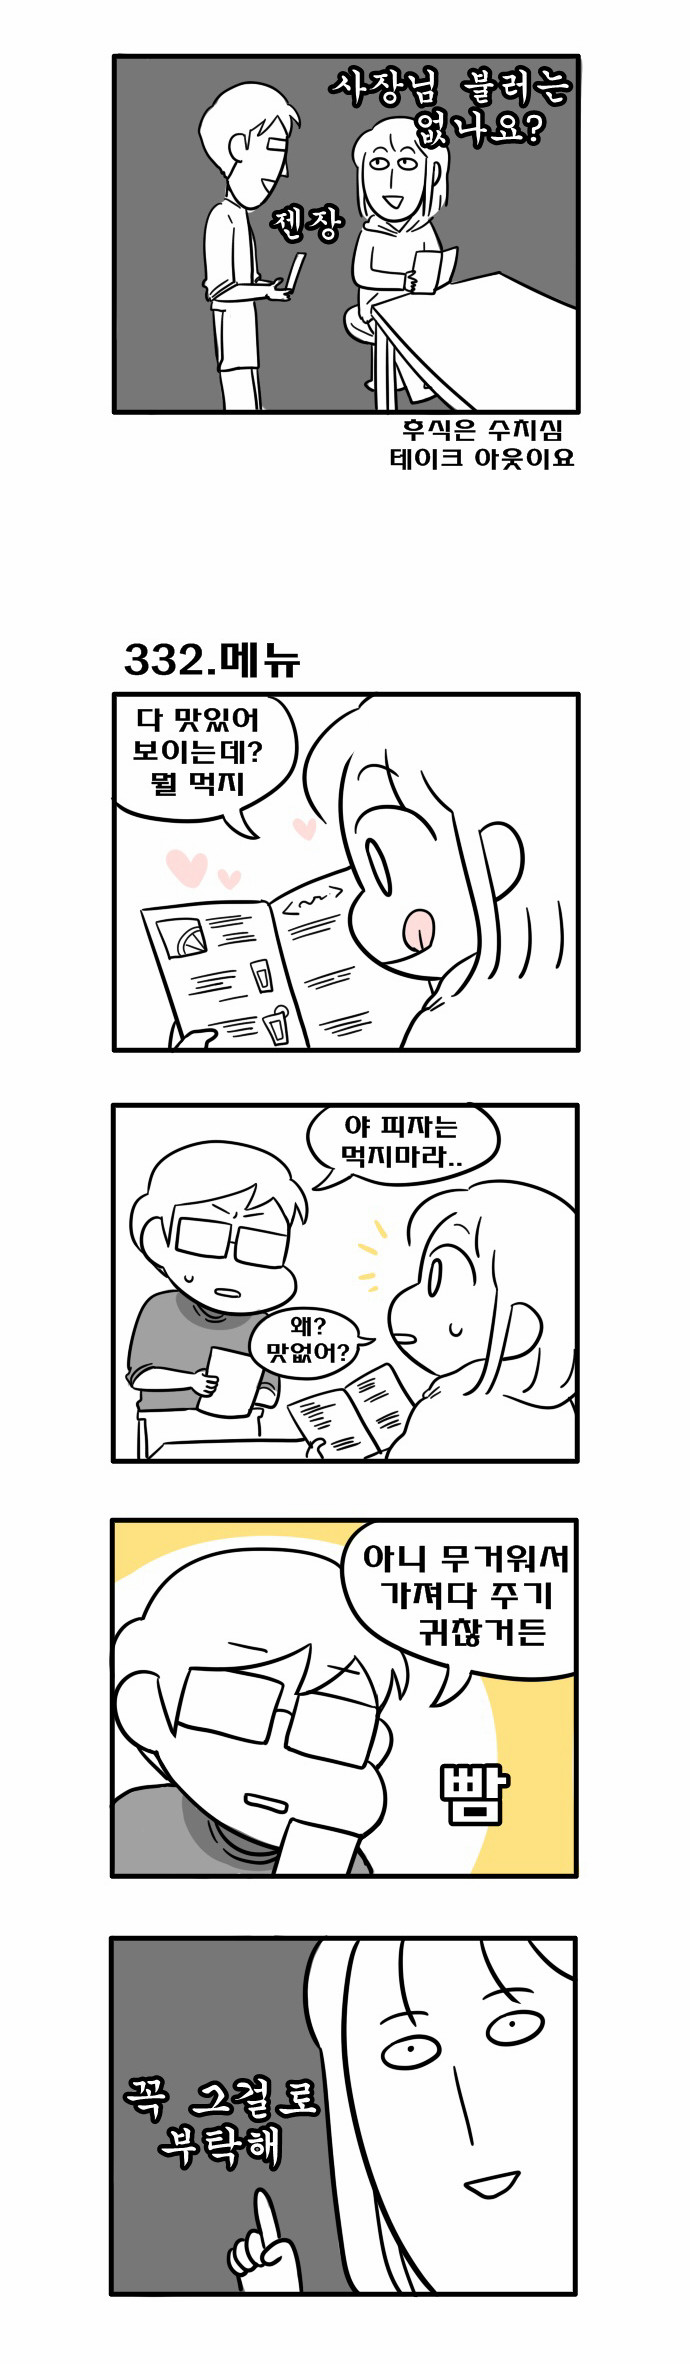 사장님 불러는
없나요?
젠장
후식은 수치심
테이크 아웃이요
332.메뉴
다 맛있어
보이는데?
뭘 먹지
야 피자는
먹지마라..
왜?
맛없어?
아니 무거워서
가져다 주기
귀찮거든
빰
꼭 그걸로
부탁해